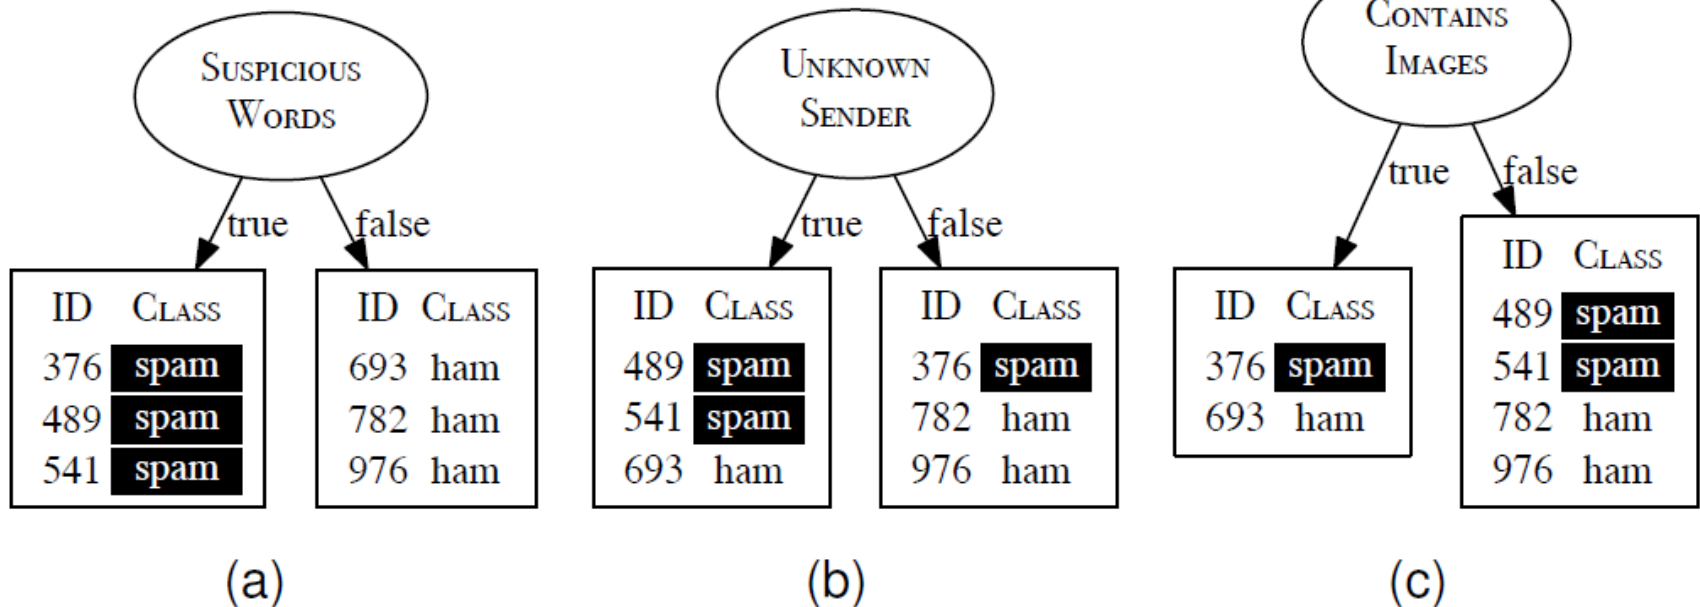 SUSPICIOUS
WORDS
true
false
ID CLASS
376 spam
489 spam
541 spam
ID CLASS
693 ham
782 ham
976 ham
(a)
UNKNOWN
SENDER
true
false
ID CLASS
489 spam
541 spam
693 ham
ID CLASS
376 spam
782 ham
976 ham
(b)
CONTAINS
IMAGES
true
false
ID CLASS
376 spam
693 ham
ID CLASS
489 spam
541 spam
782 ham
976 ham
(c)